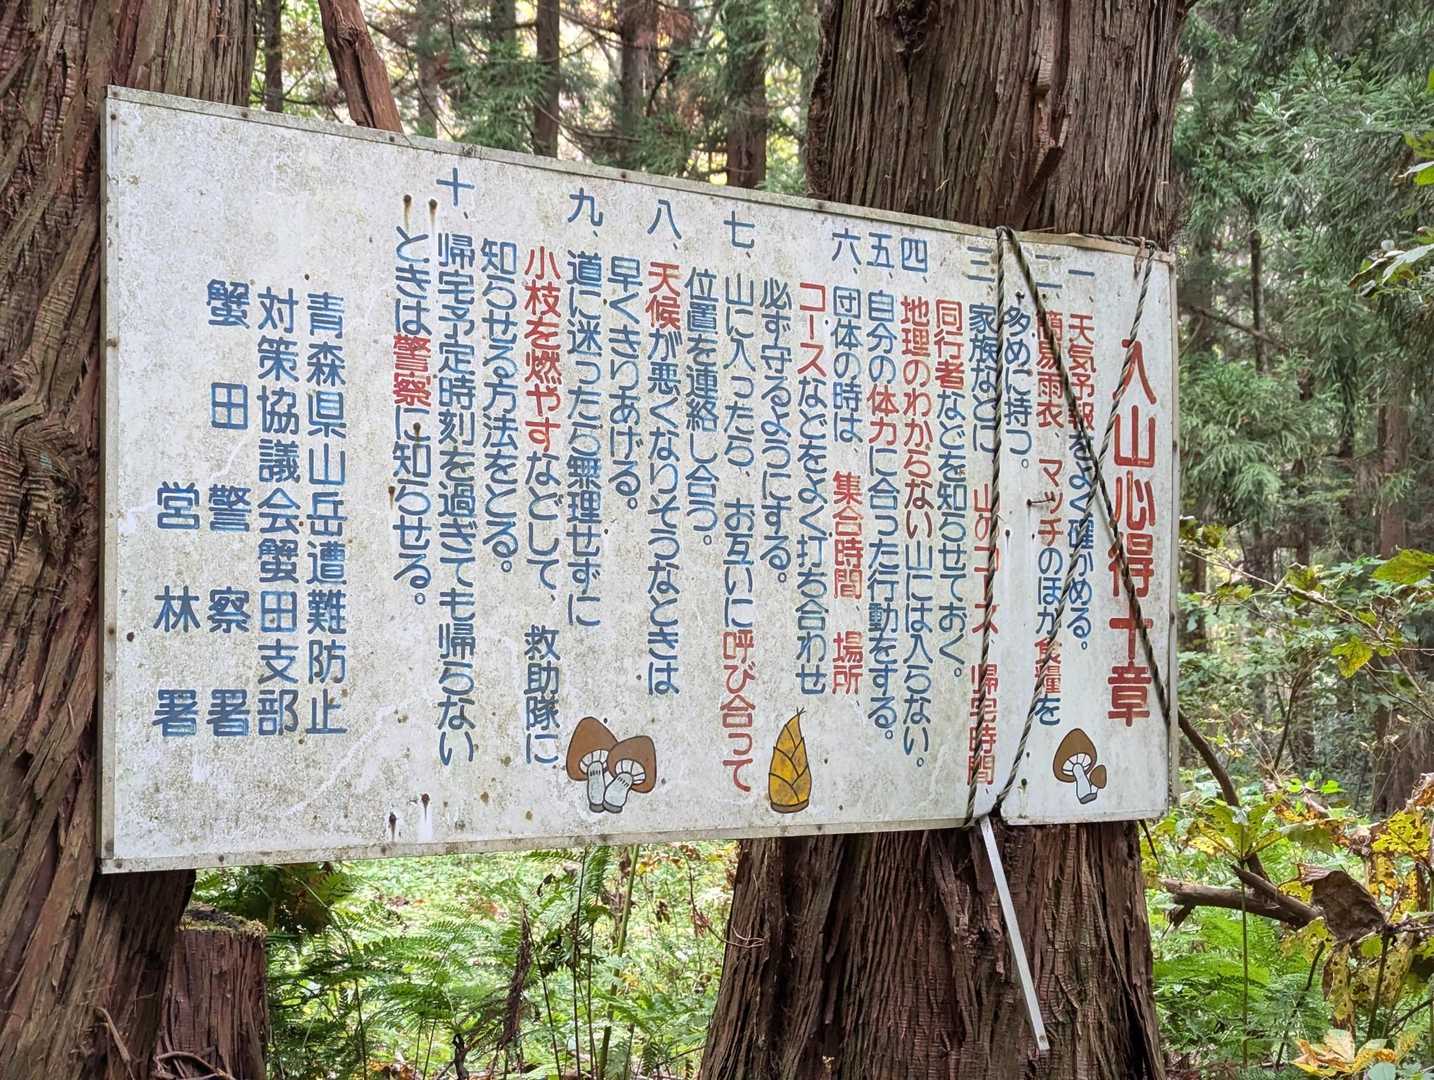 入山心得十章
一、天気予報をよく確かめる。
二、簡易雨衣、マッチのほか食糧を
多めに持つ。
三、家族などに 山のコース 帰宅時間、
同行者などを知らせておく。
四、地理のわからない山には入らない。
五、自分の体力に合った行動をする。
六、団体の時は、集合時間、場所、
コースなどをよく打ち合わせ
必ず守るようにする。
七、山に入ったら、お互いに呼び合って
位置を連絡し合う。
八、天候が悪くなりそうなときは
早くきりあげる。
九、道に迷ったら無理せずに
小枝を燃やすなどして、救助隊に
知らせる方法をとる。
十、帰宅予定時刻を過ぎても帰らない
ときは警察に知らせる。
青森県山岳遭難防止
対策協議会蟹田支部
蟹田警察署
営林署